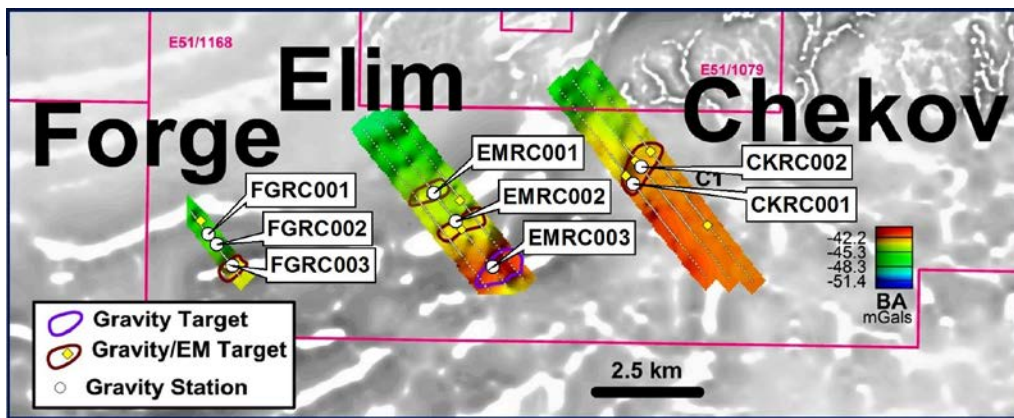 E51/1168
E51/1079
Forge
Elim
Chekov
FGRC001
FGRC002
FGRC003
EMRC001
EMRC002
EMRC003
CKRC002
C1
CKRC001
-42.2
-45.3
-48.3
-51.4
BA
mGals
Gravity Target
Gravity/EM Target
Gravity Station
2.5 km